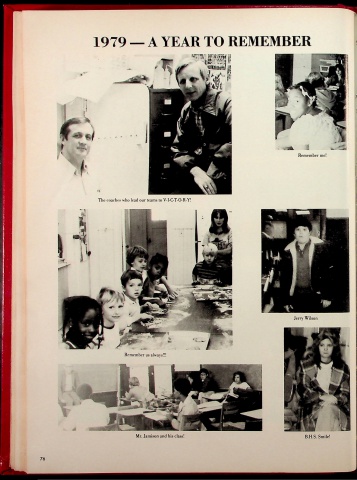 1979 — A YEAR TO REMEMBER
Remember me!
The coaches who lead our teams to V-I-C-T-O-R-Y!
Jerry Wilson
Remember us always!!!
Mr. Jamison and his class!
B.H.S. Smile!
76